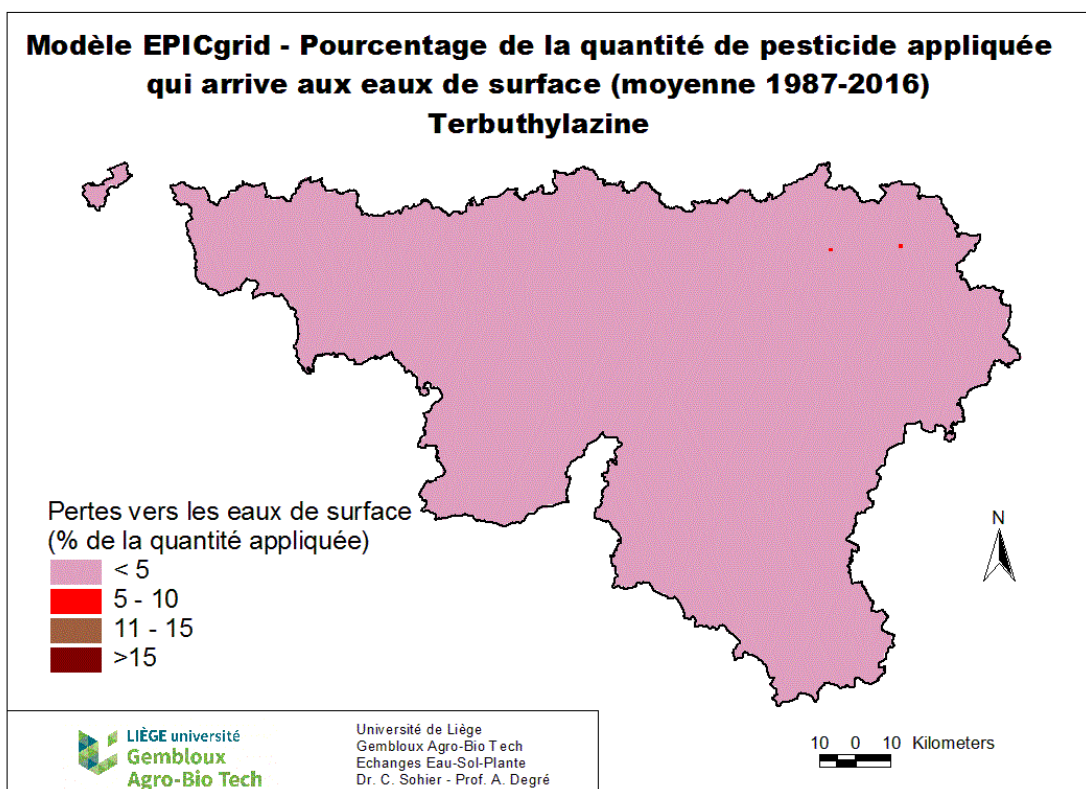 Modèle EPICgrid - Pourcentage de la quantité de pesticide appliquée
qui arrive aux eaux de surface (moyenne 1987-2016)
Terbuthylazine
Pertes vers les eaux de surface
(% de la quantité appliquée)
< 5
5 - 10
11 - 15
>15
N
LIÈGE université
Gembloux
Agro-Bio Tech
Université de Liège
Gembloux Agro-Bio Tech
Echanges Eau-Sol-Plante
Dr. C. Sohier - Prof. A. Degré
10 0 10 Kilometers